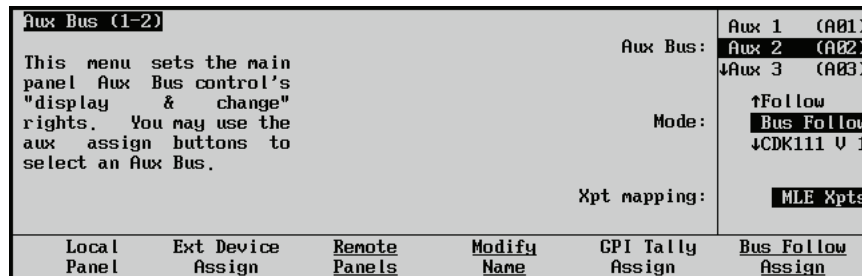 Aux Bus (1-2)
This menu sets the main
panel Aux Bus control's
"display & change"
rights. You may use the
aux assign buttons to
select an Aux Bus.
Aux Bus:
Aux 1 (A01)
Aux 2 (A02)
↓Aux 3 (A03)
Mode:
↑Follow
Bus Follow
↓CDK111 V 1
Xpt mapping:
MLE Xpts
Local Panel
Ext Device Assign
Remote Panels
Modify Name
GPI Tally Assign
Bus Follow Assign